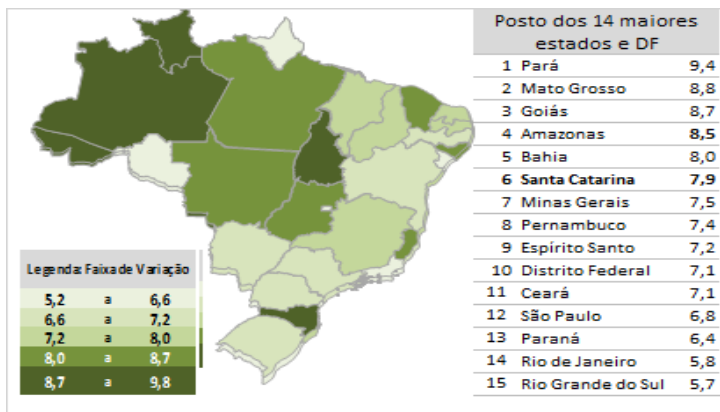 Posto dos 14 maiores
estados e DF
1 Pará 9,4
2 Mato Grosso 8,8
3 Goiás 8,7
4 Amazonas 8,5
5 Bahia 8,0
6 Santa Catarina 7,9
7 Minas Gerais 7,5
8 Pernambuco 7,4
9 Espírito Santo 7,2
10 Distrito Federal 7,1
11 Ceará 7,1
12 São Paulo 6,8
13 Paraná 6,4
14 Rio de Janeiro 5,8
15 Rio Grande do Sul 5,7
Legenda: Faixa de Variação
5,2 a 6,6
6,6 a 7,2
7,2 a 8,0
8,0 a 8,7
8,7 a 9,8